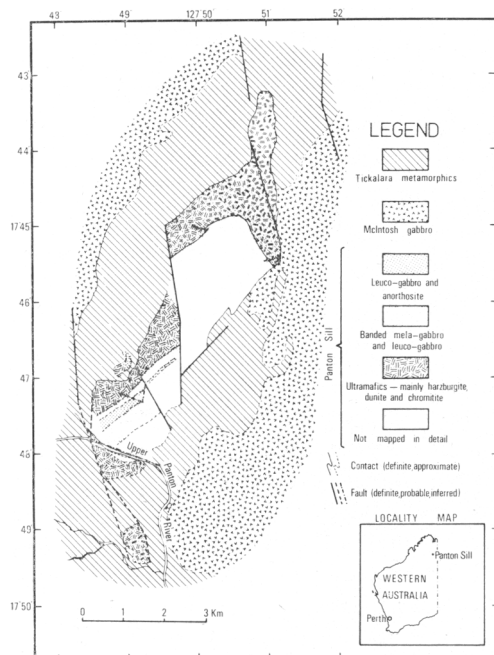 43 49 127°50 51 52
43
44
1745
46
47
48
49
17°50
Upper
Panton
River
0 1 2 3 Km
LEGEND
Tickalara metamorphics
McIntosh gabbro
Leuco-gabbro and
anorthosite
Banded mela-gabbro
and leuco-gabbro
Ultramafics — mainly harzburgite,
dunite and chromitite
Not mapped in detail
Panton Sill
Contact (definite, approximate)
Fault (definite, probable, inferred)
LOCALITY MAP
Panton Sill
WESTERN
AUSTRALIA
Perth